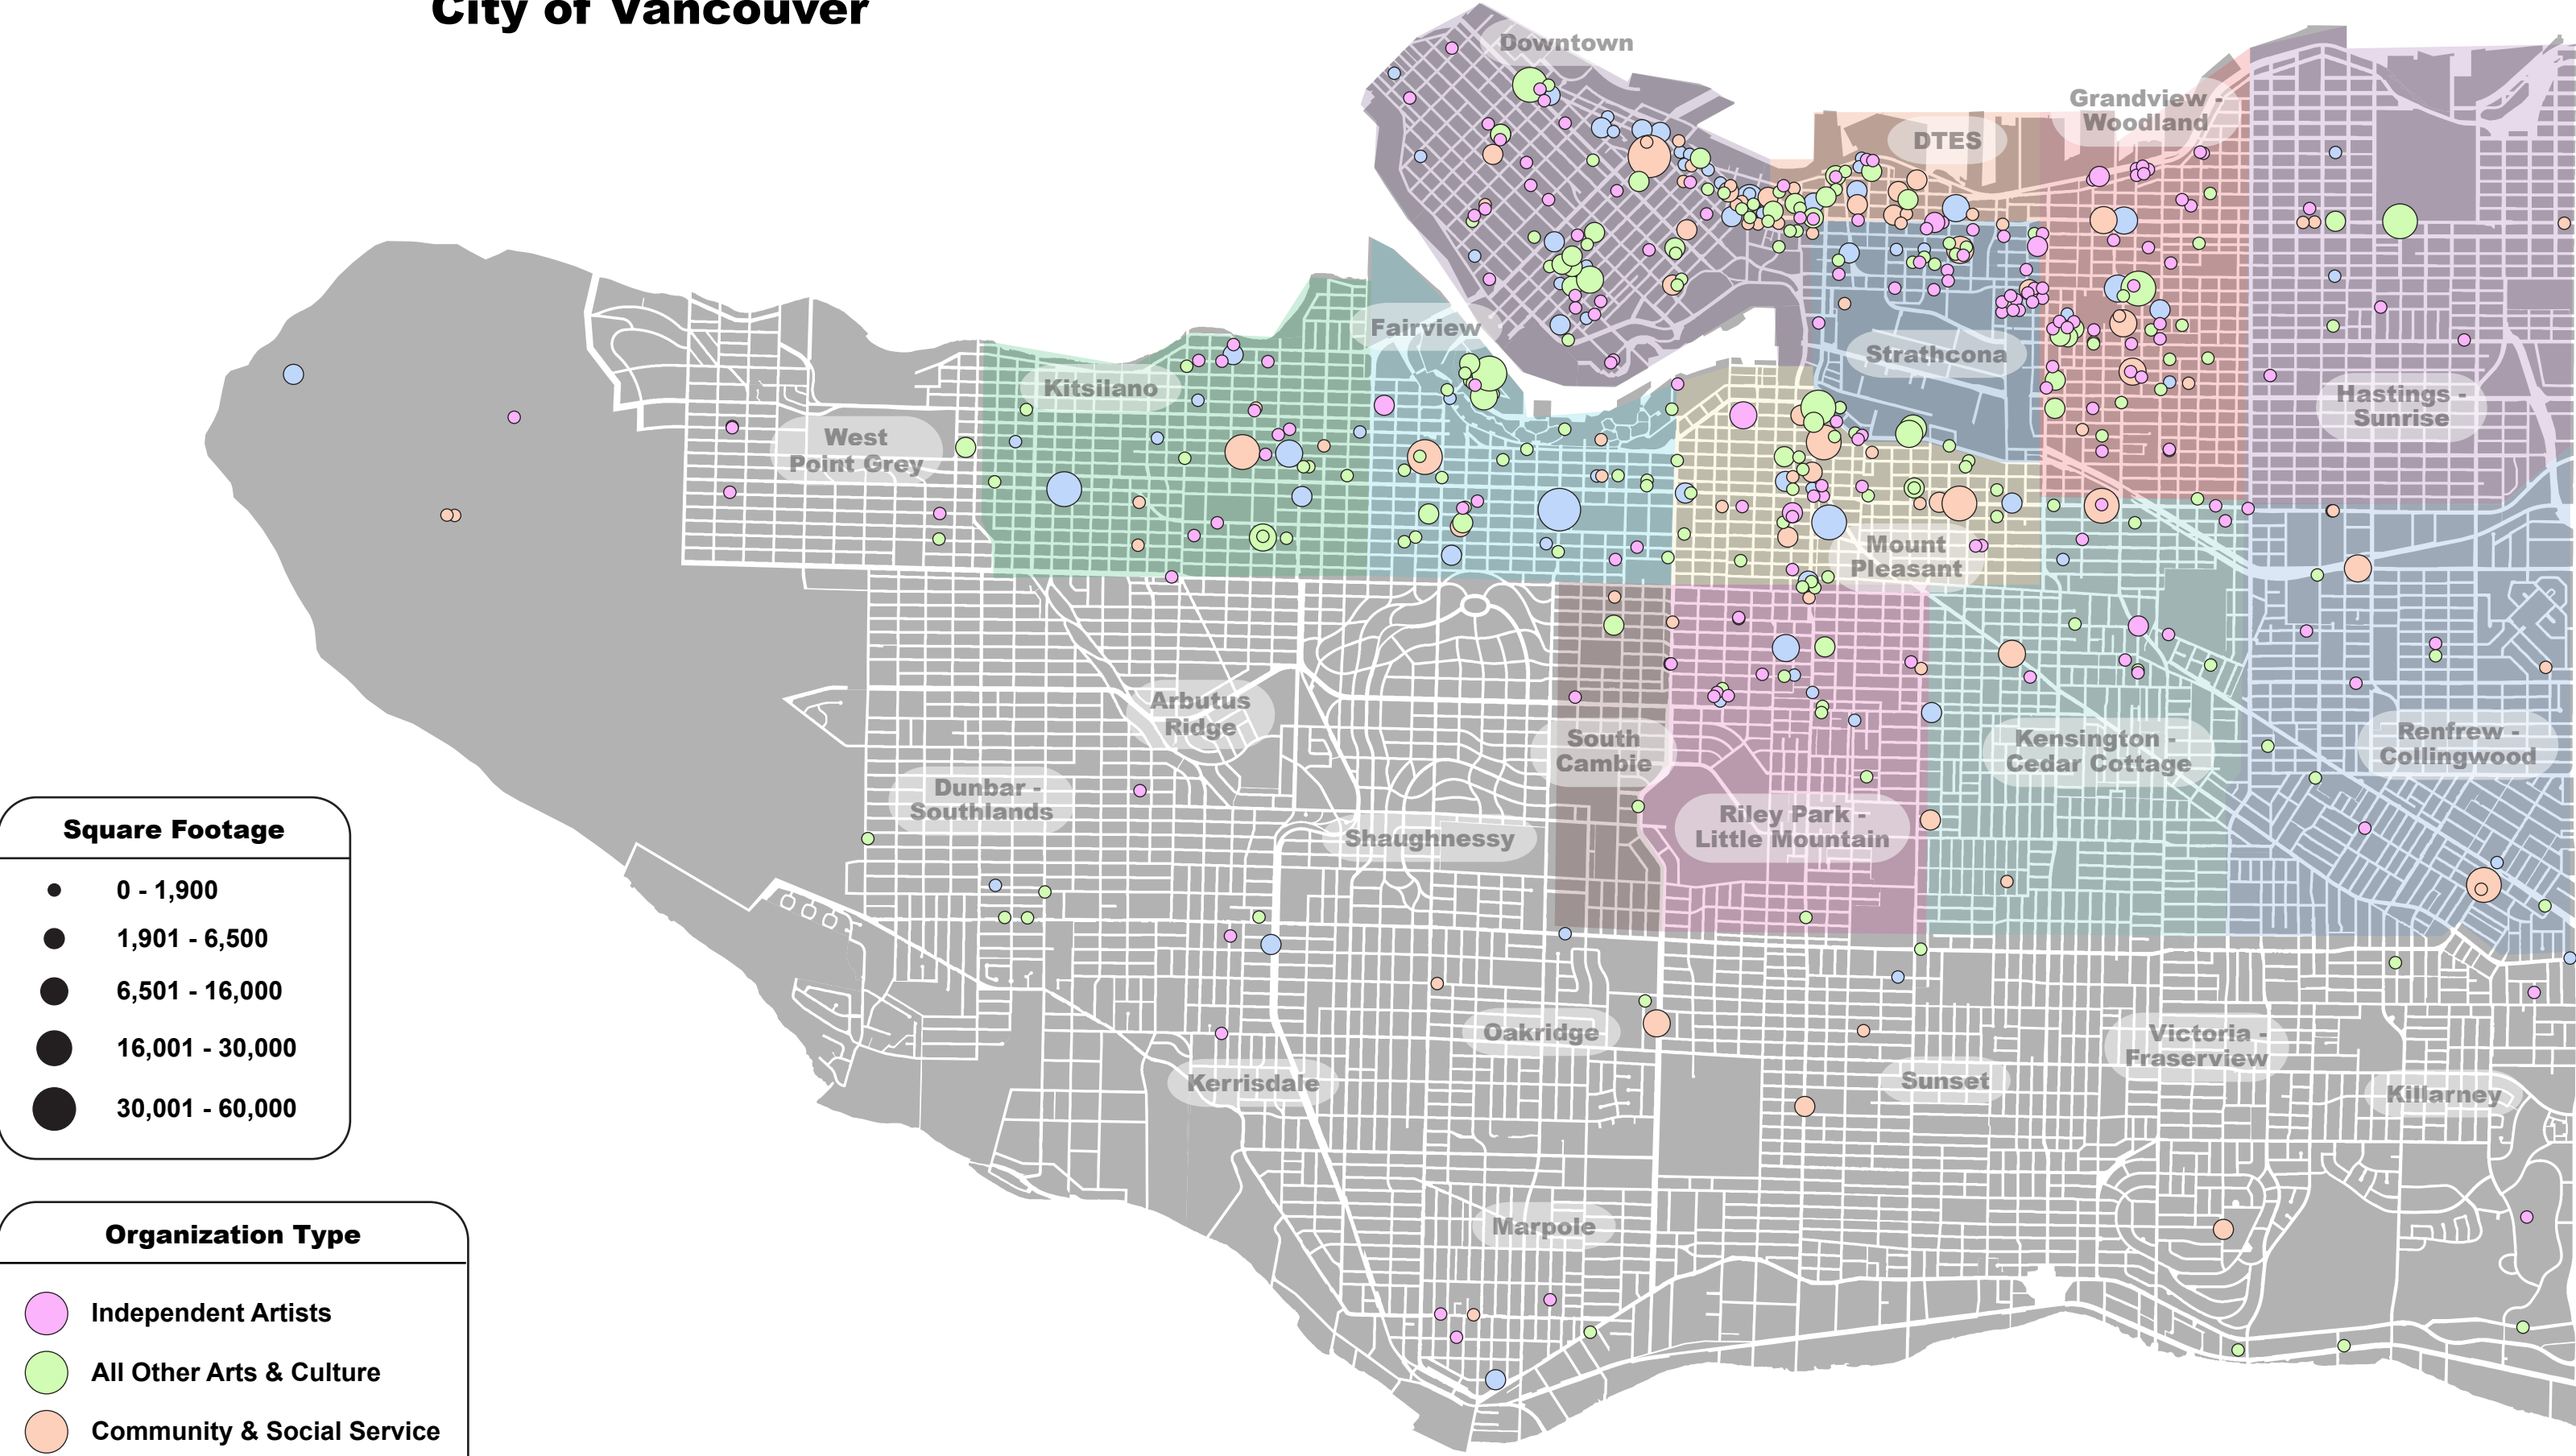 City of Vancouver
Downtown
Grandview -
Woodland
DTES
Fairview
Strathcona
Kitsilano
Hastings -
Sunrise
West
Point Grey
Mount
Pleasant
Arbutus
Ridge
South
Cambie
Kensington -
Cedar Cottage
Renfrew -
Collingwood
Dunbar -
Southlands
Shaughnessy
Riley Park -
Little Mountain
Oakridge
Victoria -
Fraserview
Kerrisdale
Sunset
Killarney
Marpole
Square Footage
0 - 1,900
1,901 - 6,500
6,501 - 16,000
16,001 - 30,000
30,001 - 60,000
Organization Type
Independent Artists
All Other Arts & Culture
Community & Social Service